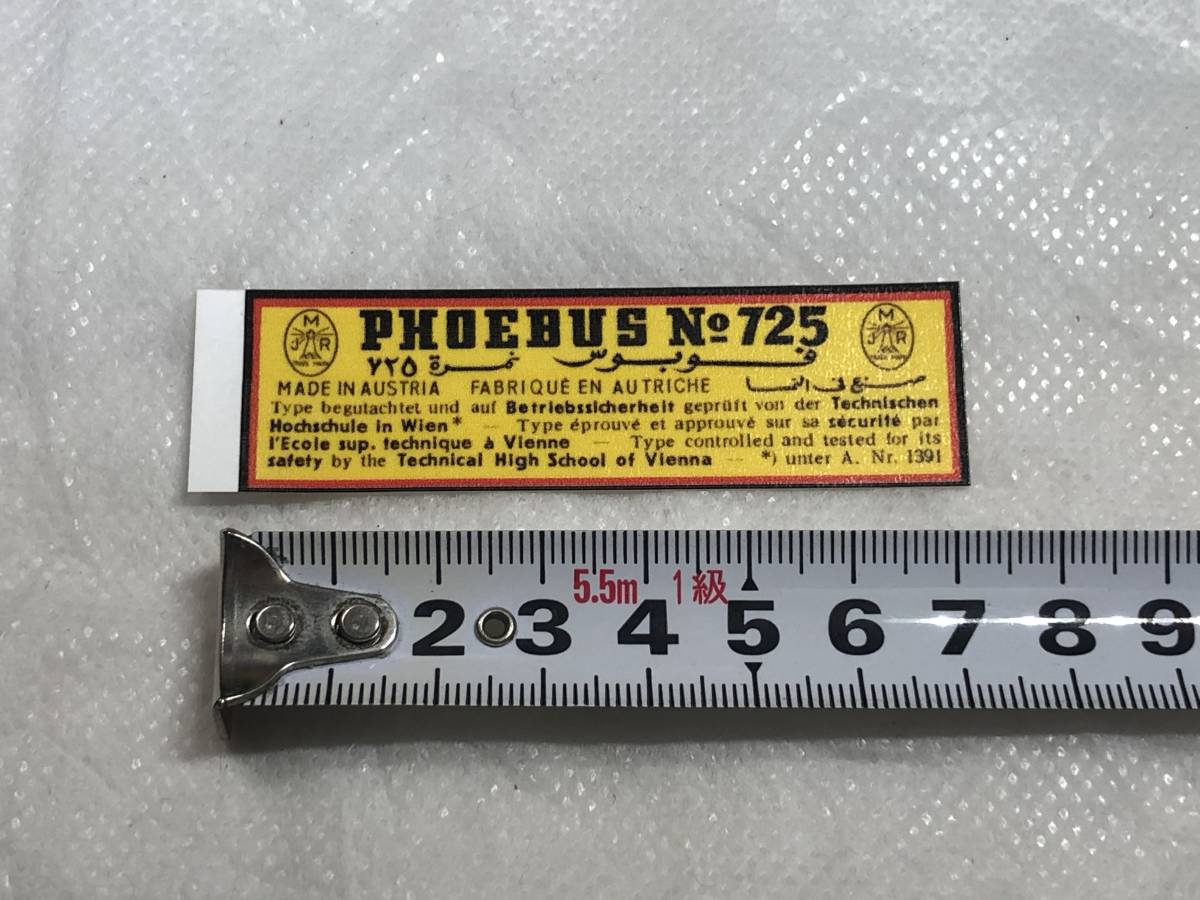 PHOEBUS No 725
فوبوس نمرة ٧٢٥
MADE IN AUSTRIA FABRIQUÉ EN AUTRICHE صنع فى النمسا
Type begutachtet und auf Betriebssicherheit geprüft von der Technischen
Hochschule in Wien* — Type éprouvé et approuvé sur sa sécurité par
l'Ecole sup. technique à Vienne — Type controlled and tested for its
safety by the Technical High School of Vienna — *) unter A. Nr. 1391
J M R
J M R
5.5m 1級
2 3 4 5 6 7 8 9